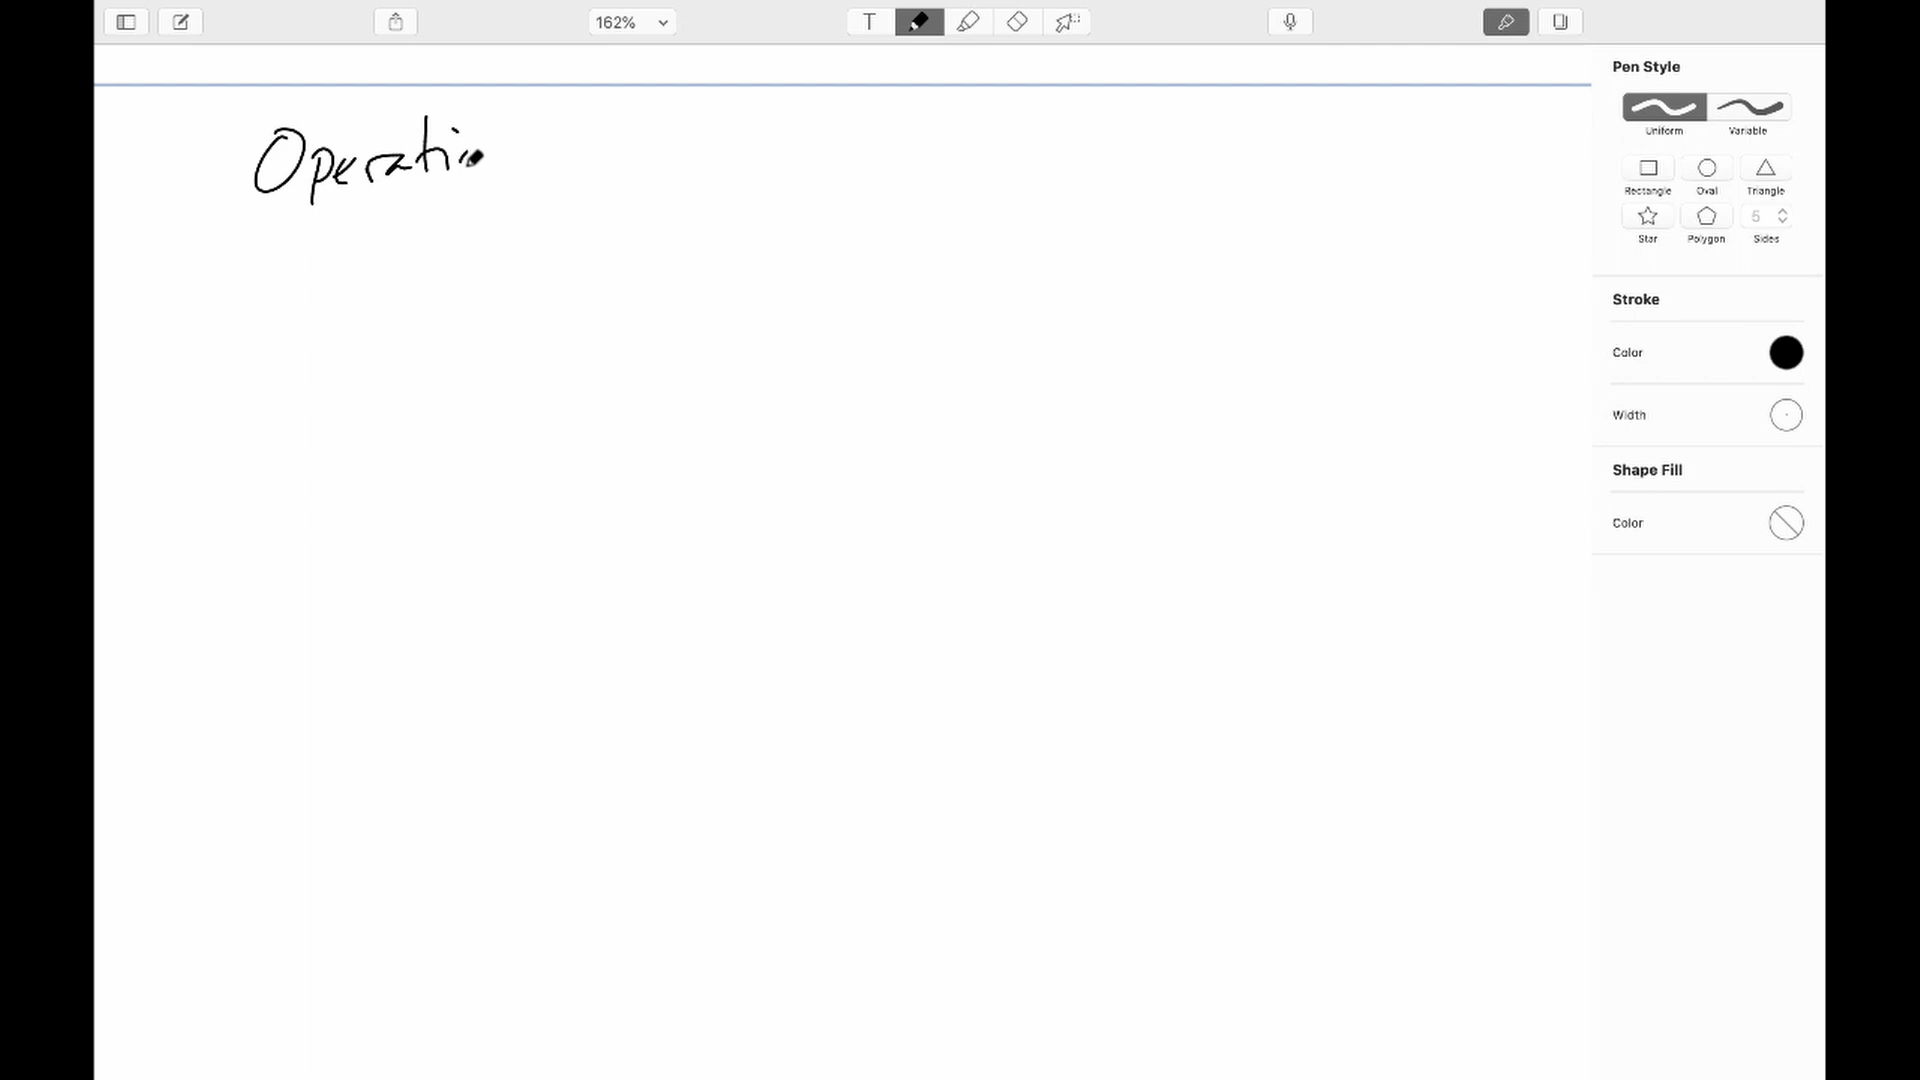 162%
T
Pen Style
Uniform Variable
Rectangle Oval Triangle
5
Star Polygon Sides
Stroke
Color
Width
Shape Fill
Color
Operati